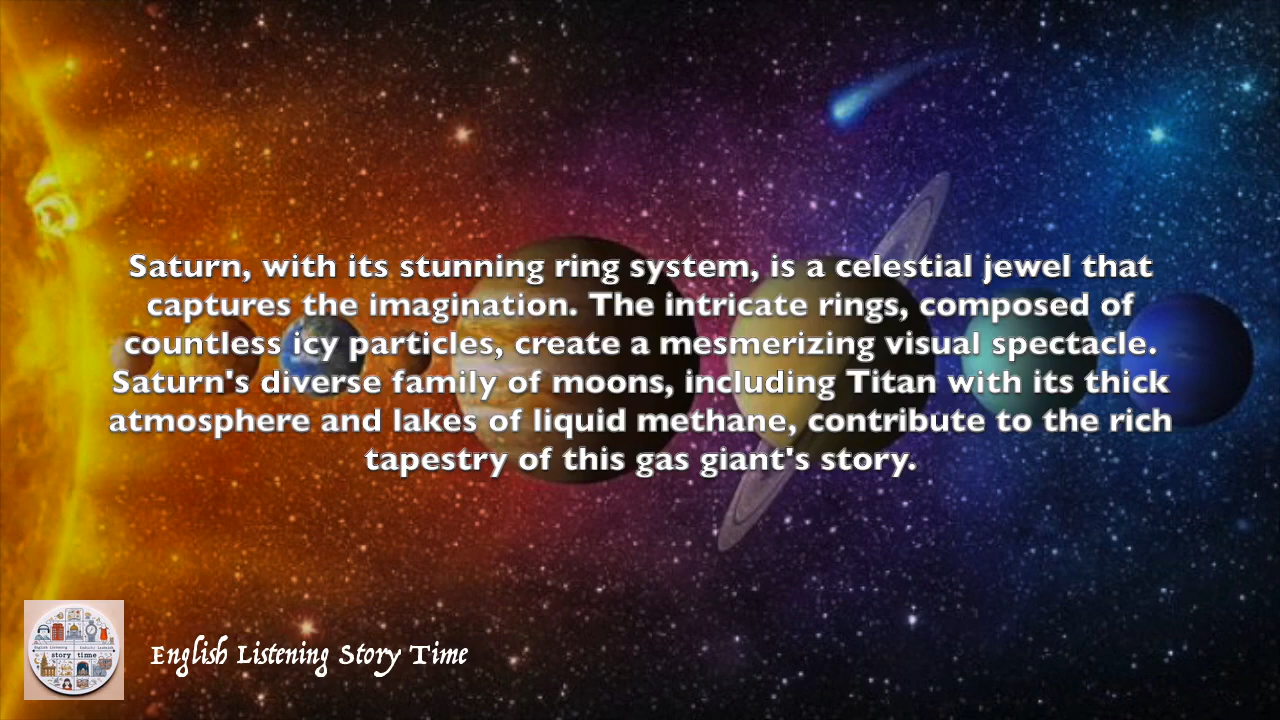 Saturn, with its stunning ring system, is a celestial jewel that
captures the imagination. The intricate rings, composed of
countless icy particles, create a mesmerizing visual spectacle.
Saturn's diverse family of moons, including Titan with its thick
atmosphere and lakes of liquid methane, contribute to the rich
tapestry of this gas giant's story.
story time
English Listening Story Time